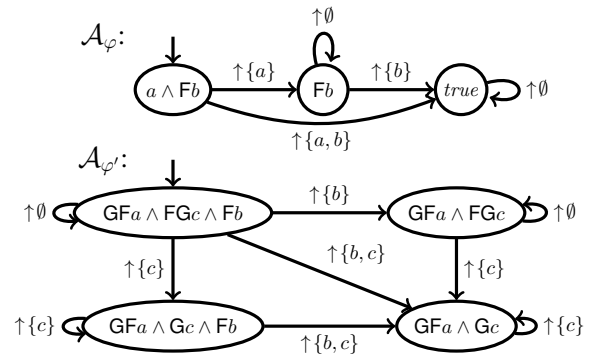 𝒜_φ:
↑∅
a ∧ Fb
↑{a}
Fb
↑{b}
true
↑∅
↑{a, b}
𝒜_φ′:
↑∅
GFa ∧ FGc ∧ Fb
↑{b}
GFa ∧ FGc
↑∅
↑{c}
↑{b, c}
↑{c}
↑{c}
GFa ∧ Gc ∧ Fb
↑{b, c}
GFa ∧ Gc
↑{c}